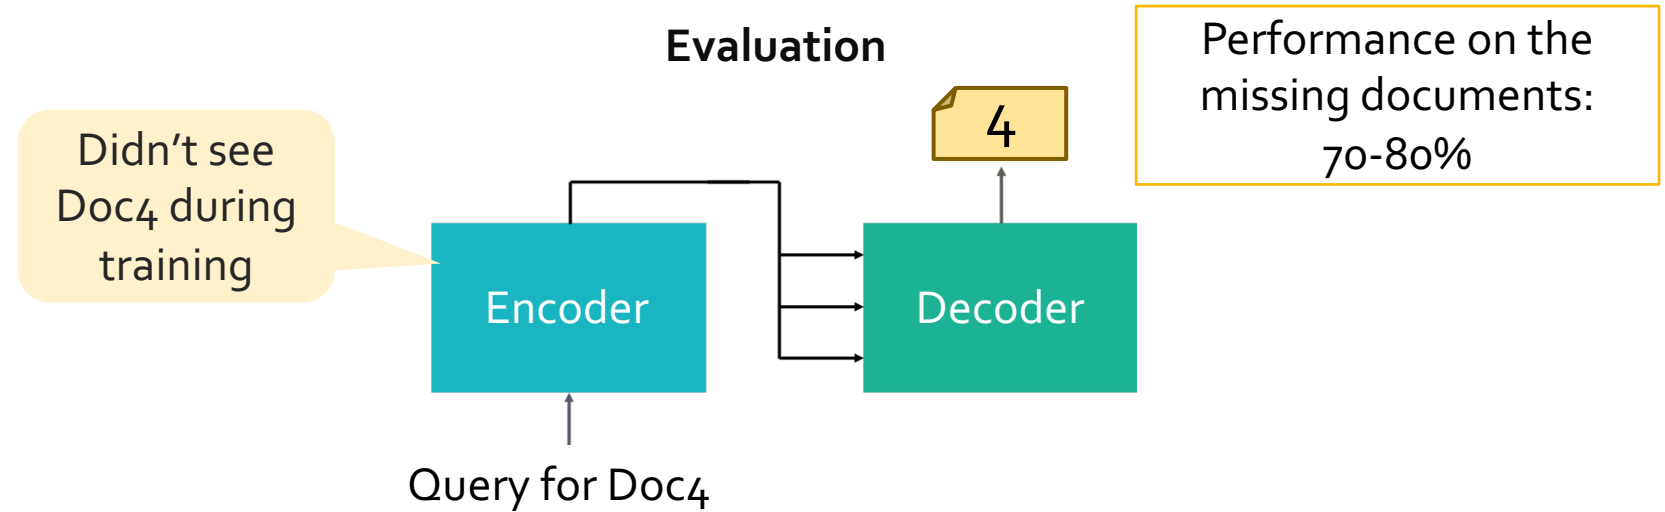 Evaluation
Performance on the
missing documents:
70-80%
4
Didn't see
Doc4 during
training
Encoder
Decoder
Query for Doc4